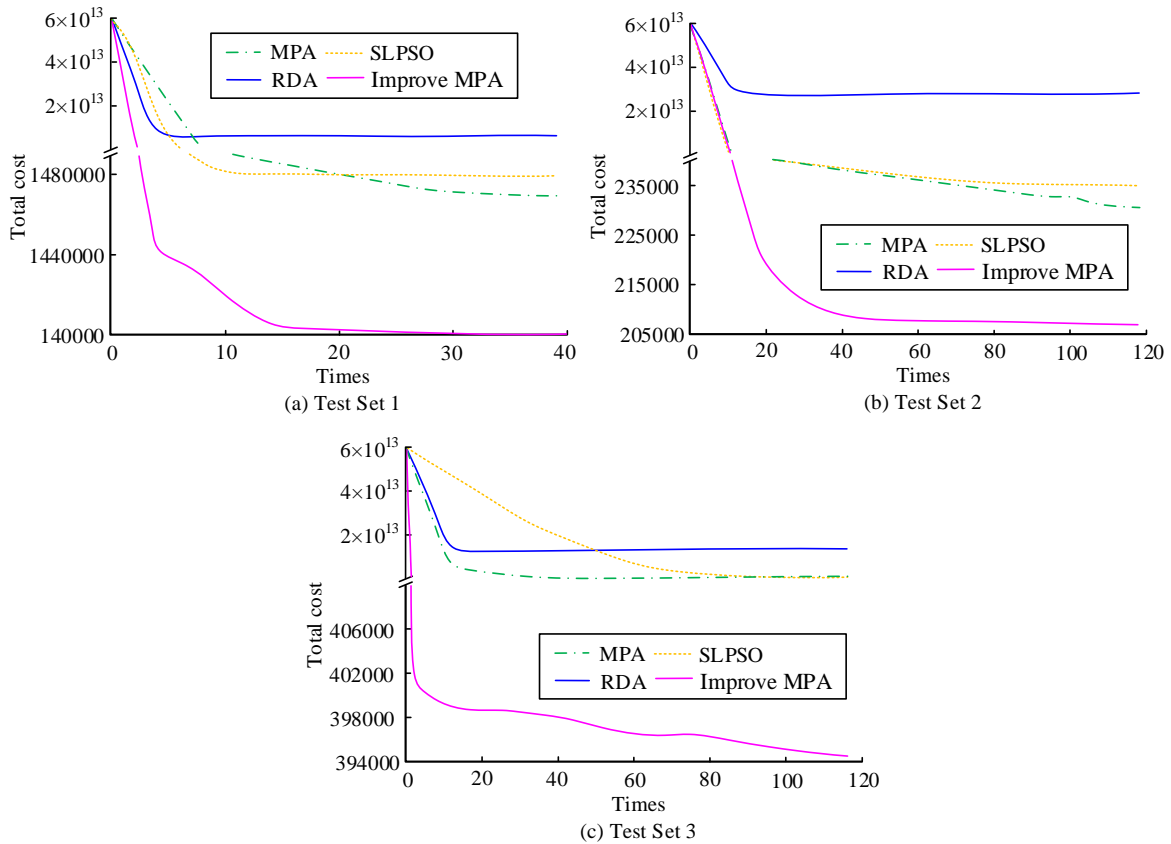 6×10^13
4×10^13
2×10^13
1480000
1440000
140000
Total cost
MPA SLPSO
RDA Improve MPA
0 10 20 30 40
Times
(a) Test Set 1
6×10^13
4×10^13
2×10^13
235000
225000
215000
205000
Total cost
MPA SLPSO
RDA Improve MPA
0 20 40 60 80 100 120
Times
(b) Test Set 2
6×10^13
4×10^13
2×10^13
406000
402000
398000
394000
Total cost
MPA SLPSO
RDA Improve MPA
0 20 40 60 80 100 120
Times
(c) Test Set 3